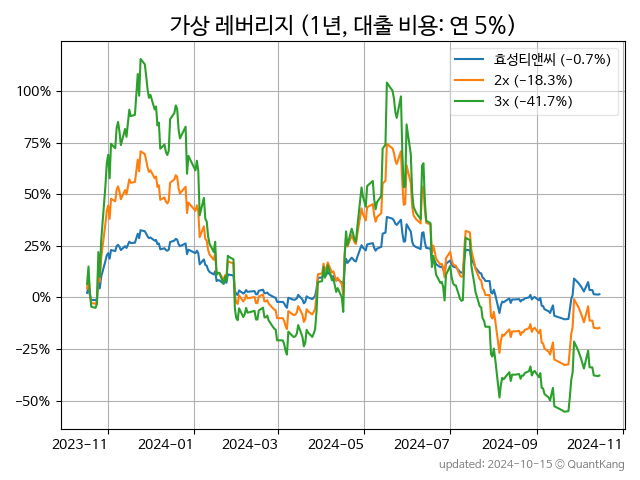 가상 레버리지 (1년, 대출 비용: 연 5%)
효성티앤씨 (−0.7%)
2x (−18.3%)
3x (−41.7%)
100%
75%
50%
25%
0%
−25%
−50%
2023-11
2024-01
2024-03
2024-05
2024-07
2024-09
2024-11
updated: 2024-10-15 © QuantKang